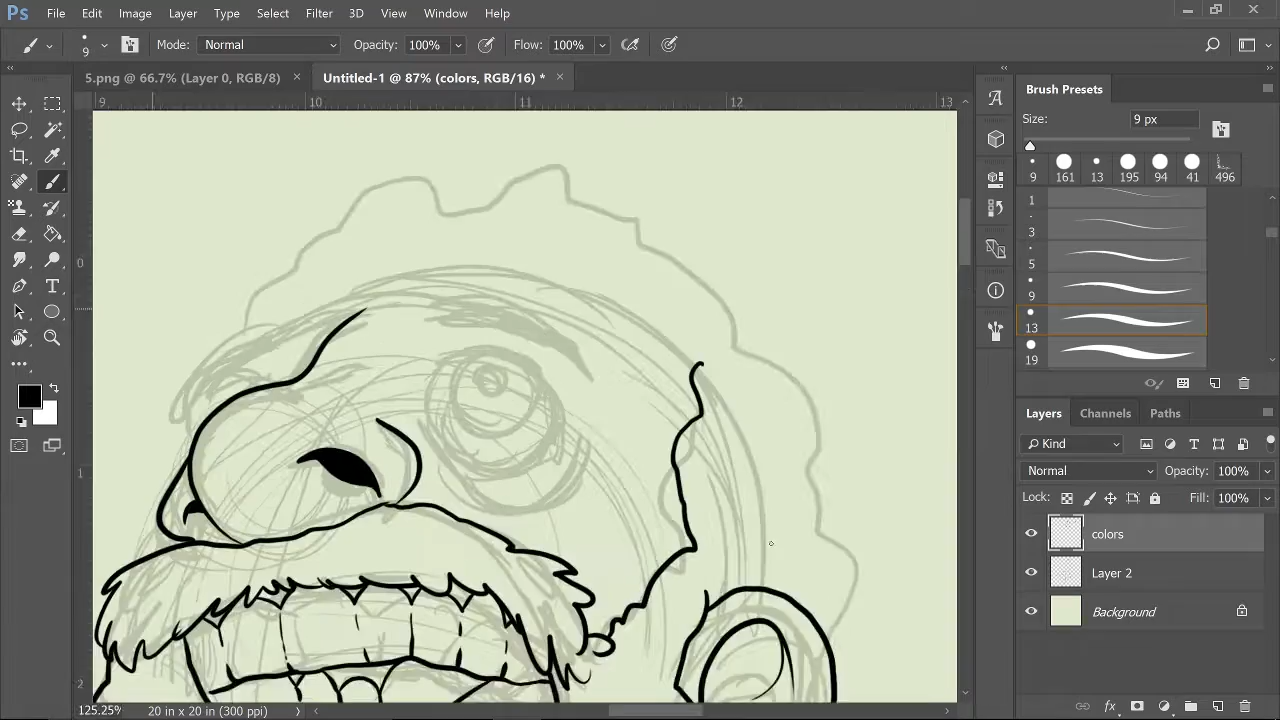 Ps File Edit Image Layer Type Select Filter 3D View Window Help
9 Mode: Normal Opacity: 100% Flow: 100%
5.png @ 66.7% (Layer 0, RGB/8) × Untitled-1 @ 87% (colors, RGB/16) * ×
9 10 11 12 13
0
1
2
Brush Presets
Size: 9 px
9 161 13 195 94 41 496
1
3
5
9
13
19
Layers Channels Paths
Kind
Normal Opacity: 100%
Lock: Fill: 100%
colors
Layer 2
Background
125.25% 20 in x 20 in (300 ppi)